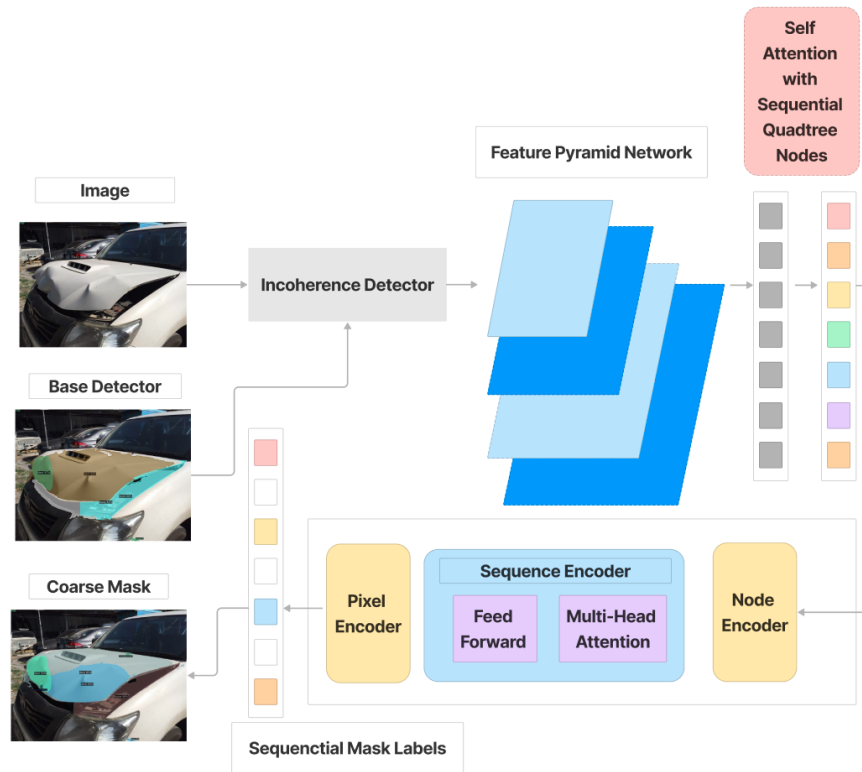 Self
Attention
with
Sequential
Quadtree
Nodes
Feature Pyramid Network
Image
Incoherence Detector
Base Detector
Coarse Mask
Pixel
Encoder
Sequence Encoder
Feed
Forward
Multi-Head
Attention
Node
Encoder
Sequenctial Mask Labels